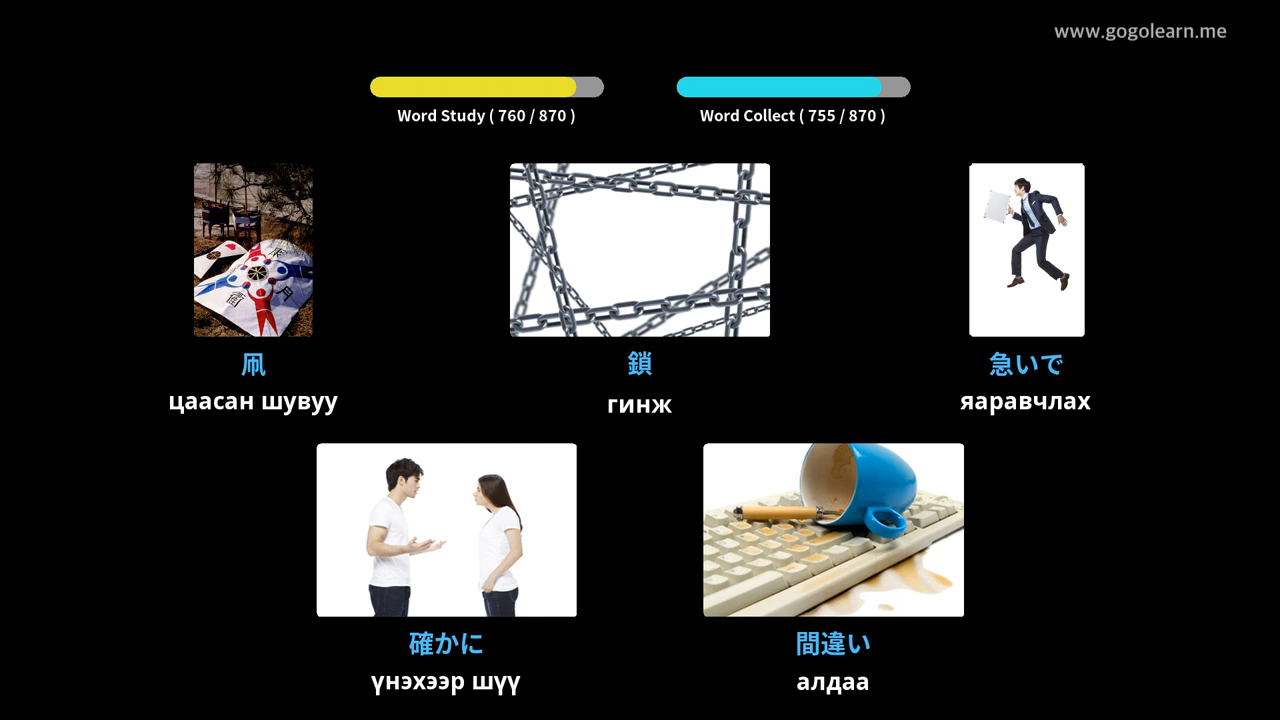 www.gogolearn.me
Word Study ( 760 / 870 )
Word Collect ( 755 / 870 )
凧
цаасан шувуу
鎖
гинж
急いで
яаравчлах
確かに
үнэхээр шүү
間違い
алдаа